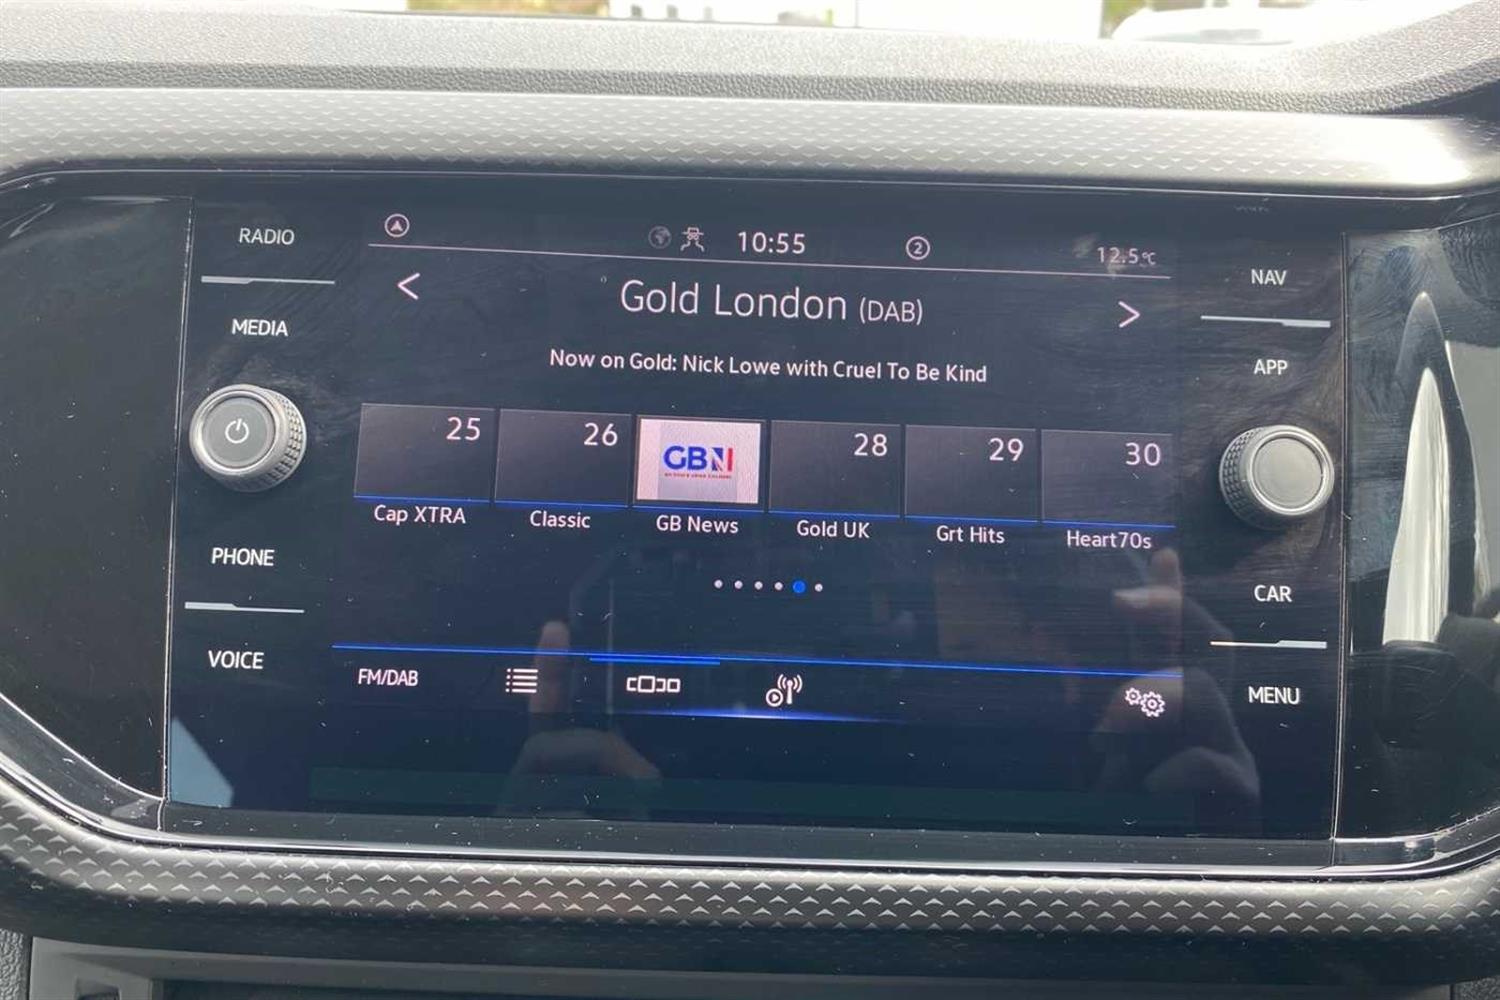 RADIO
MEDIA
PHONE
VOICE
10:55
2
12.5°C
Gold London (DAB)
Now on Gold: Nick Lowe with Cruel To Be Kind
25
26
GBN
28
29
30
Cap XTRA
Classic
GB News
Gold UK
Grt Hits
Heart70s
FM/DAB
NAV
APP
CAR
MENU